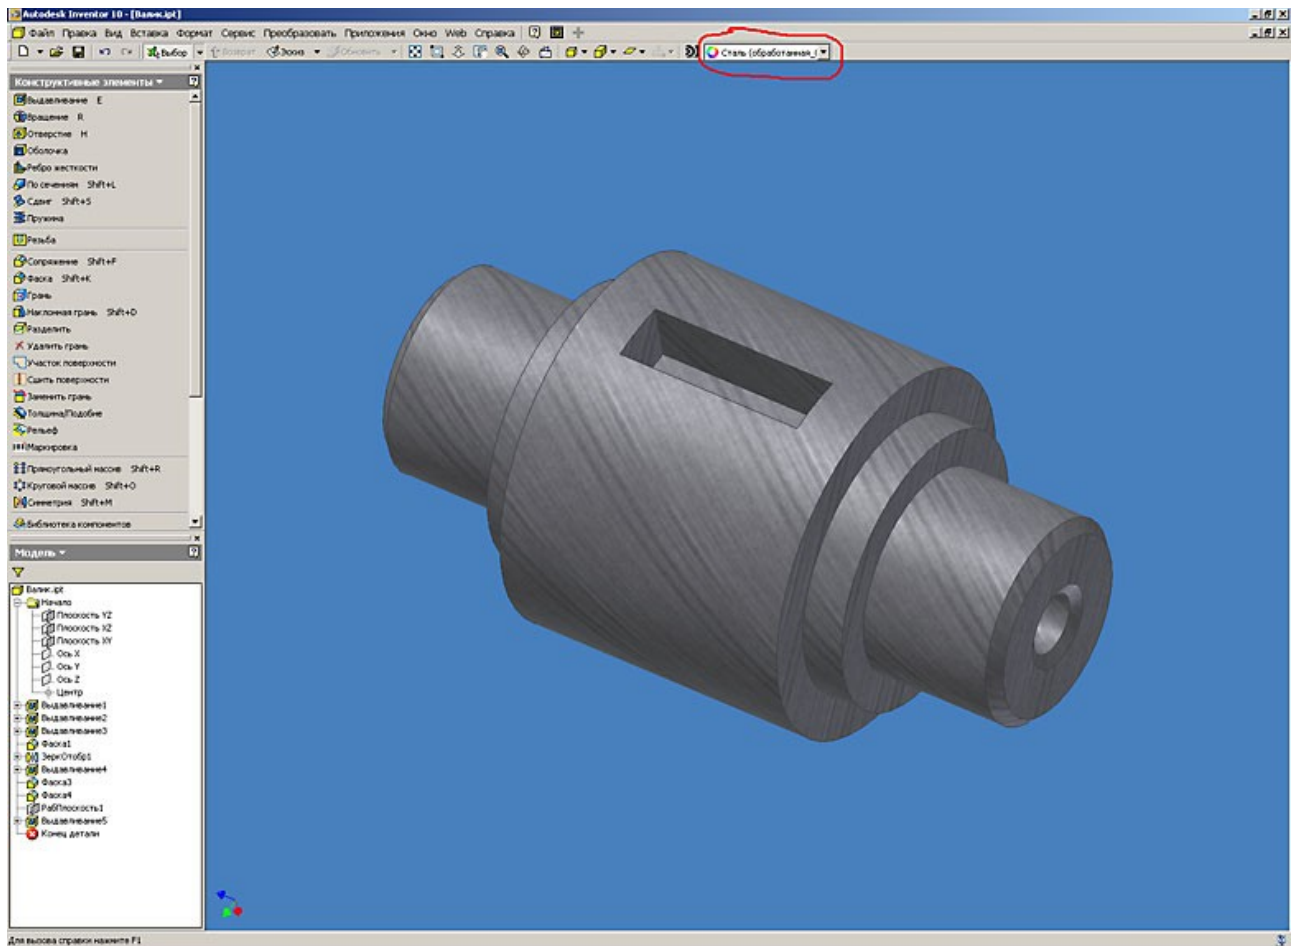 Autodesk Inventor 10 - [Валик.ipt]
Файл Правка Вид Вставка Формат Сервис Преобразовать Приложения Окно Web Справка
Выбор Возврат Эскиз Обновить Сталь (обработанная_
Конструктивные элементы
Выдавливание E
Вращение R
Отверстие H
Оболочка
Ребро жесткости
По сечениям Shift+L
Сдвиг Shift+S
Пружина
Резьба
Сопряжение Shift+F
Фаска Shift+K
Грань
Наклонная грань Shift+D
Разделить
Удалить грань
Участок поверхности
Сшить поверхности
Заменить грань
Толщина/Подобие
Рельеф
Маркировка
Прямоугольный массив Shift+R
Круговой массив Shift+O
Симметрия Shift+M
Библиотека компонентов
Модель
Валик.ipt
Начало
Плоскость YZ
Плоскость XZ
Плоскость XY
Ось X
Ось Y
Ось Z
Центр
Выдавливание1
Выдавливание2
Выдавливание3
Фаска1
ЗеркОтобр1
Выдавливание4
Фаска3
Фаска4
РабПлоскость1
Выдавливание5
Конец детали
Для вызова справки нажмите F1